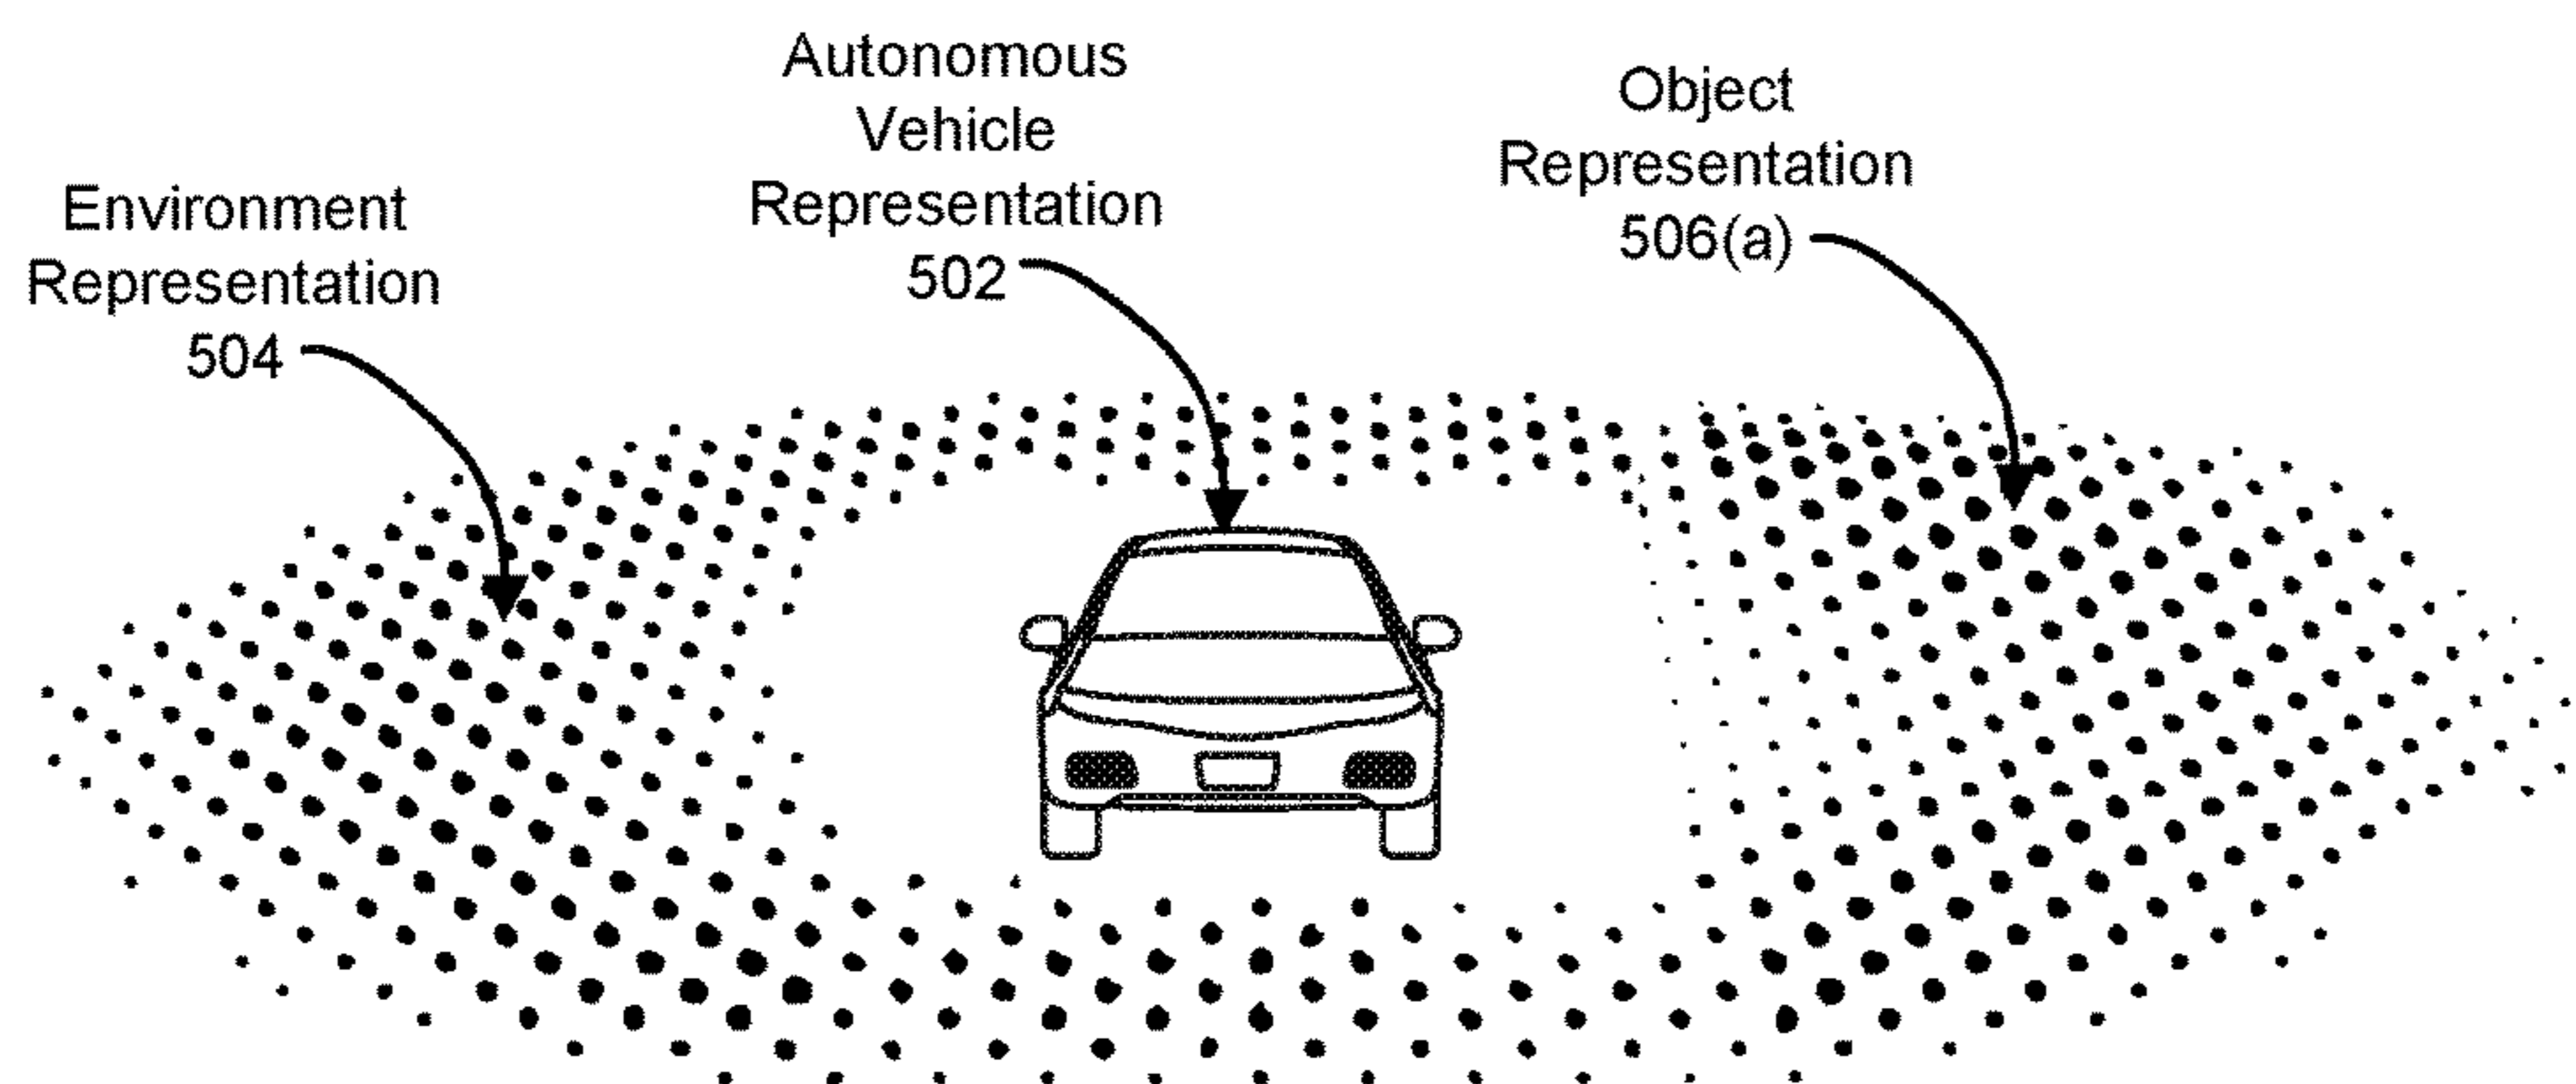 Environment
Representation
504
Autonomous
Vehicle
Representation
502
Object
Representation
506(a)